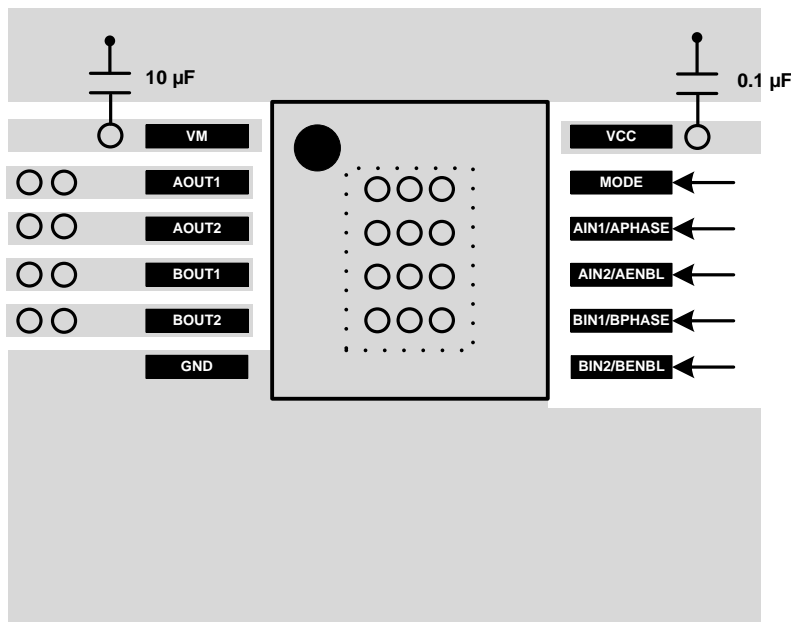 10 µF
0.1 µF
VM
VCC
AOUT1
MODE
AOUT2
AIN1/APHASE
BOUT1
AIN2/AENBL
BOUT2
BIN1/BPHASE
GND
BIN2/BENBL